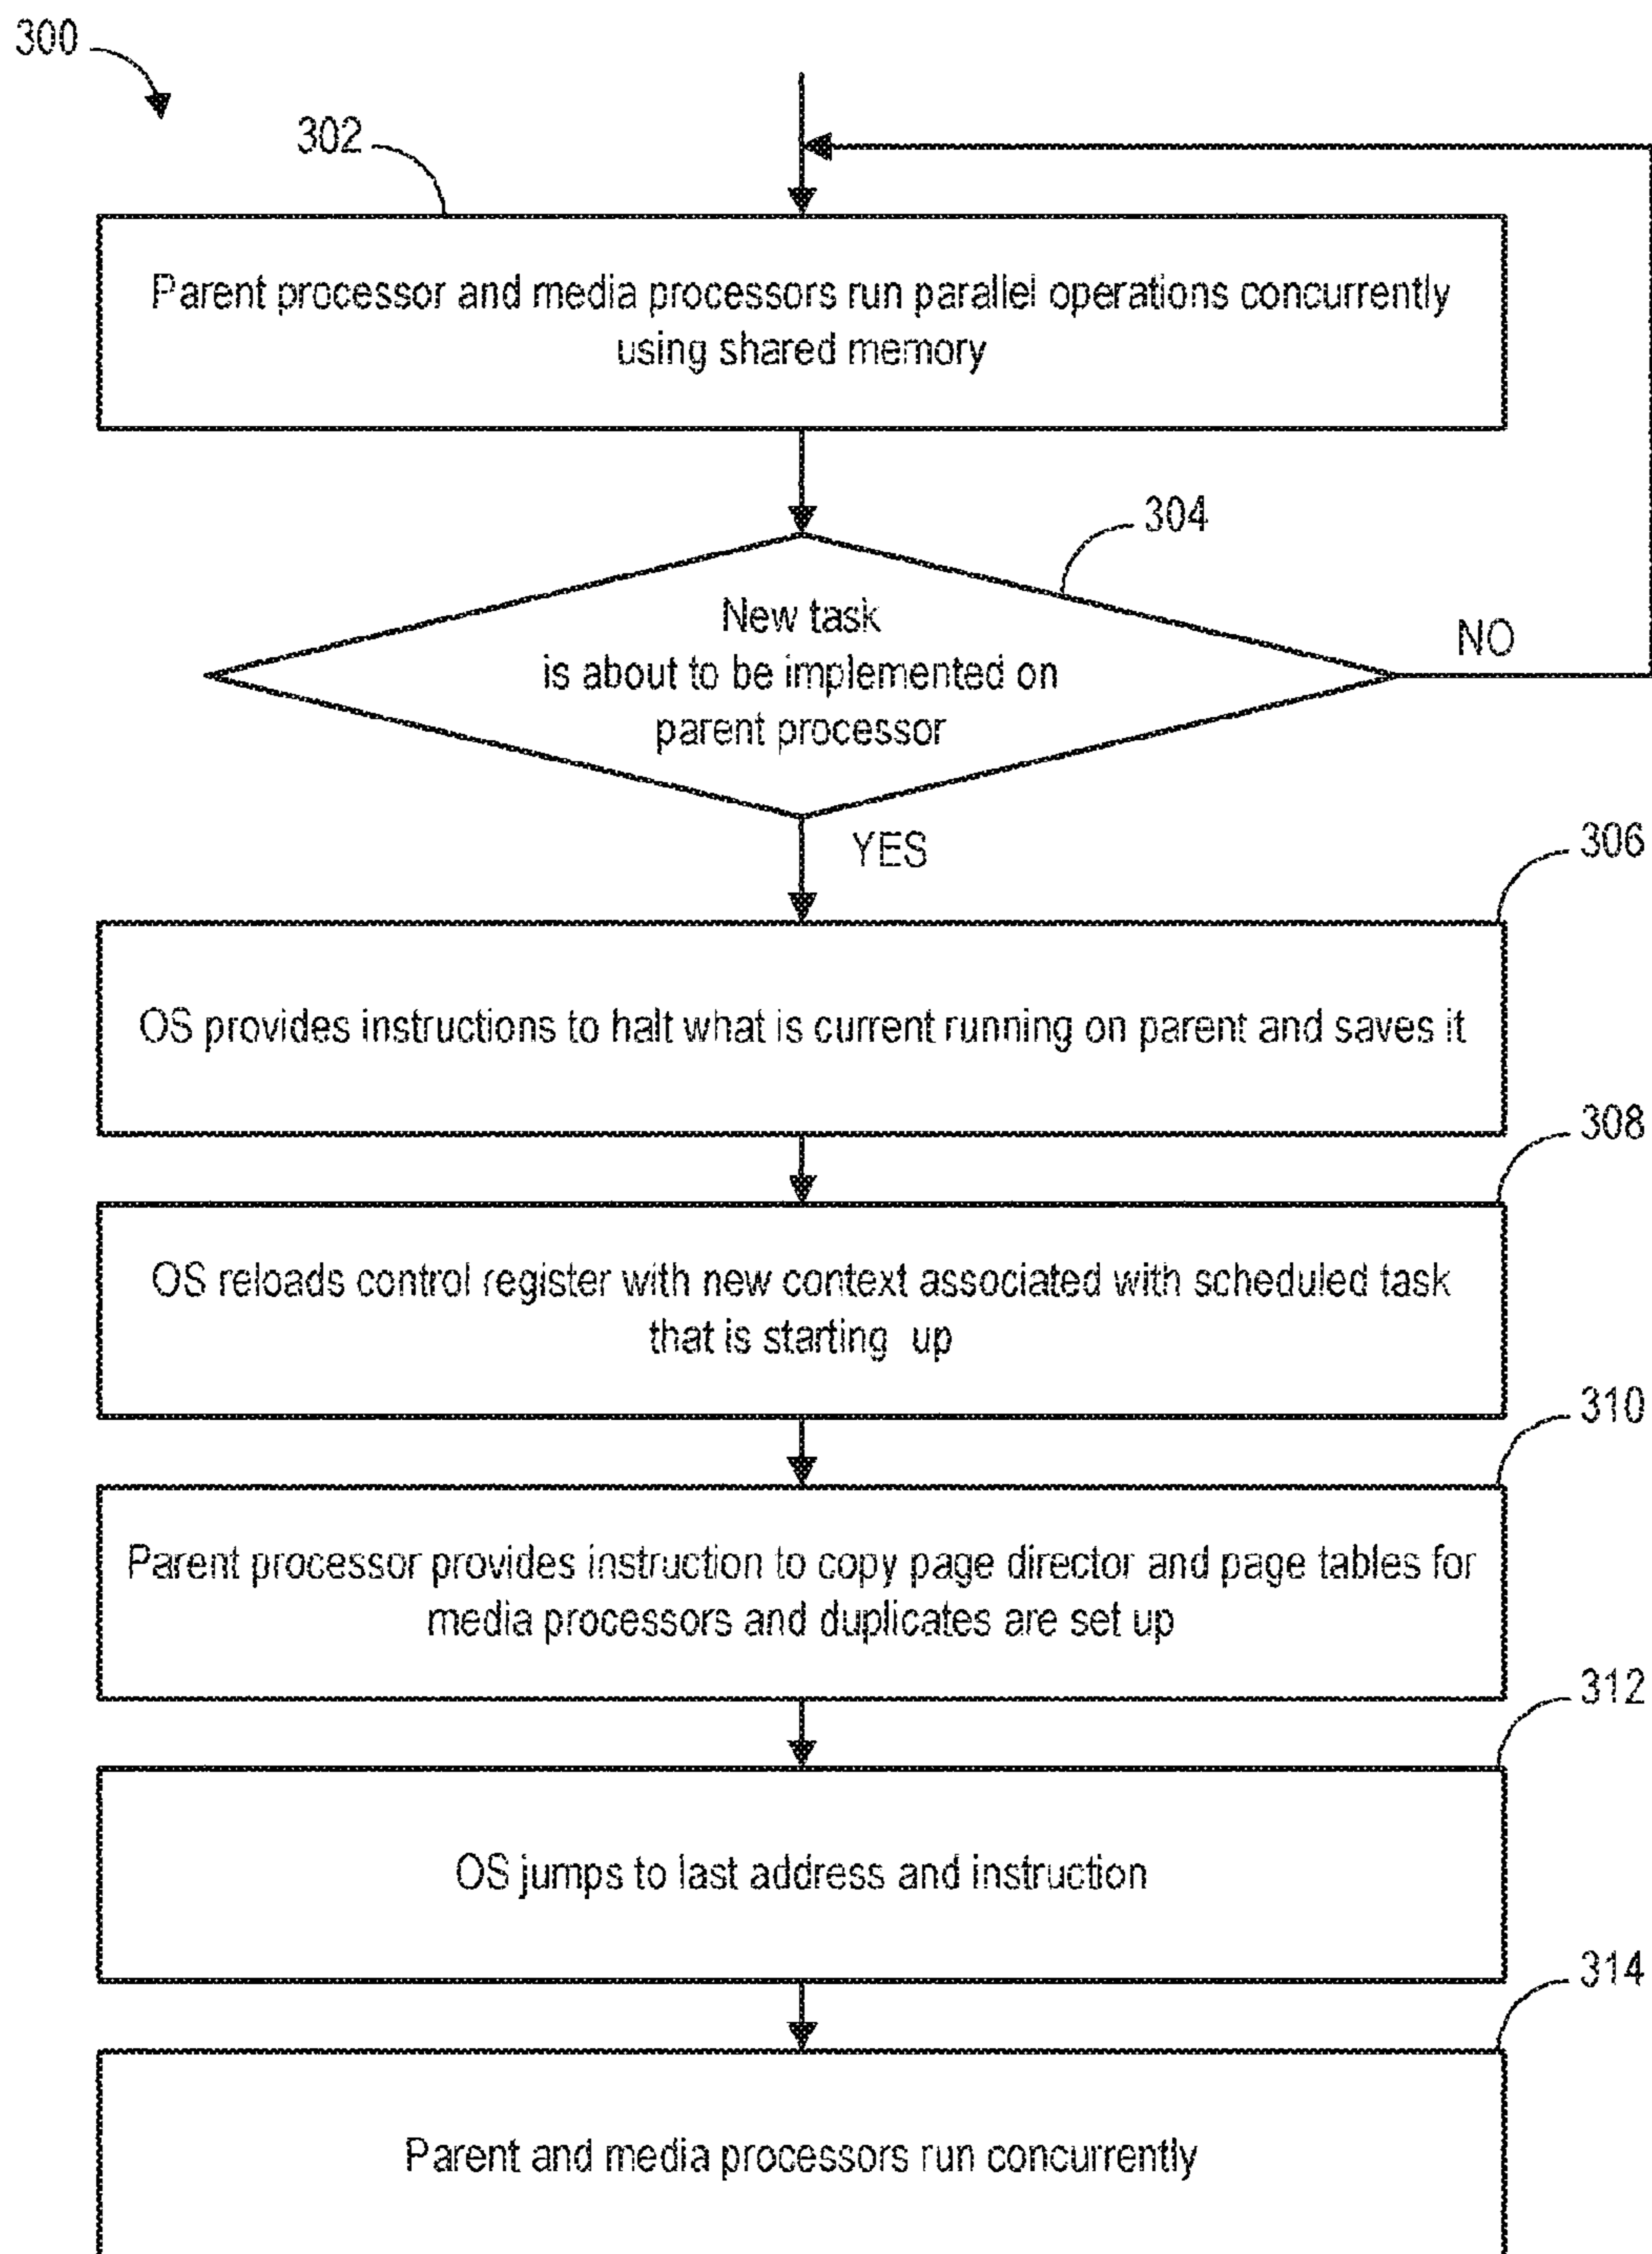 300
302
Parent processor and media processors run parallel operations concurrently
using shared memory
304
New task
is about to be implemented on
parent processor
NO
YES
306
OS provides instructions to halt what is current running on parent and saves it
308
OS reloads control register with new context associated with scheduled task
that is starting up
310
Parent processor provides instruction to copy page director and page tables for
media processors and duplicates are set up
312
OS jumps to last address and instruction
314
Parent and media processors run concurrently